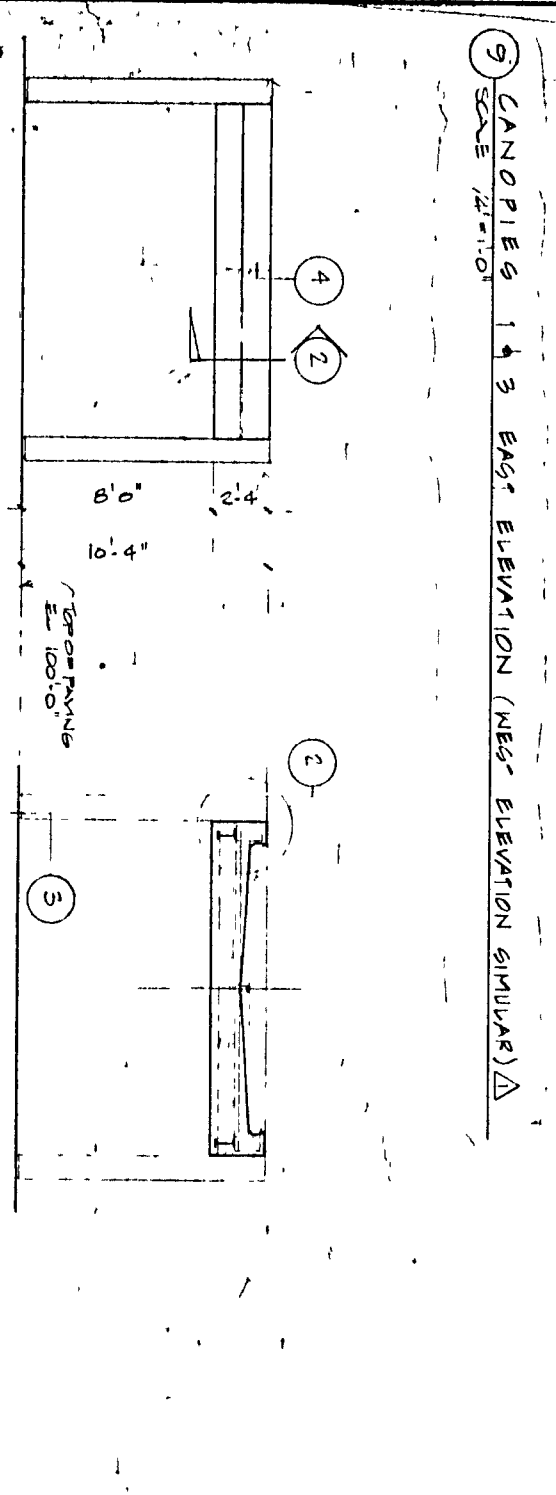 9 CANOPIES 1 & 3 EAST ELEVATION (WEST ELEVATION SIMILAR) 1
SCALE 1/4"=1'-0"
4
2
8'0"
2'-4"
10'-4"
TOP OF PAVING
EL 100'-0"
2